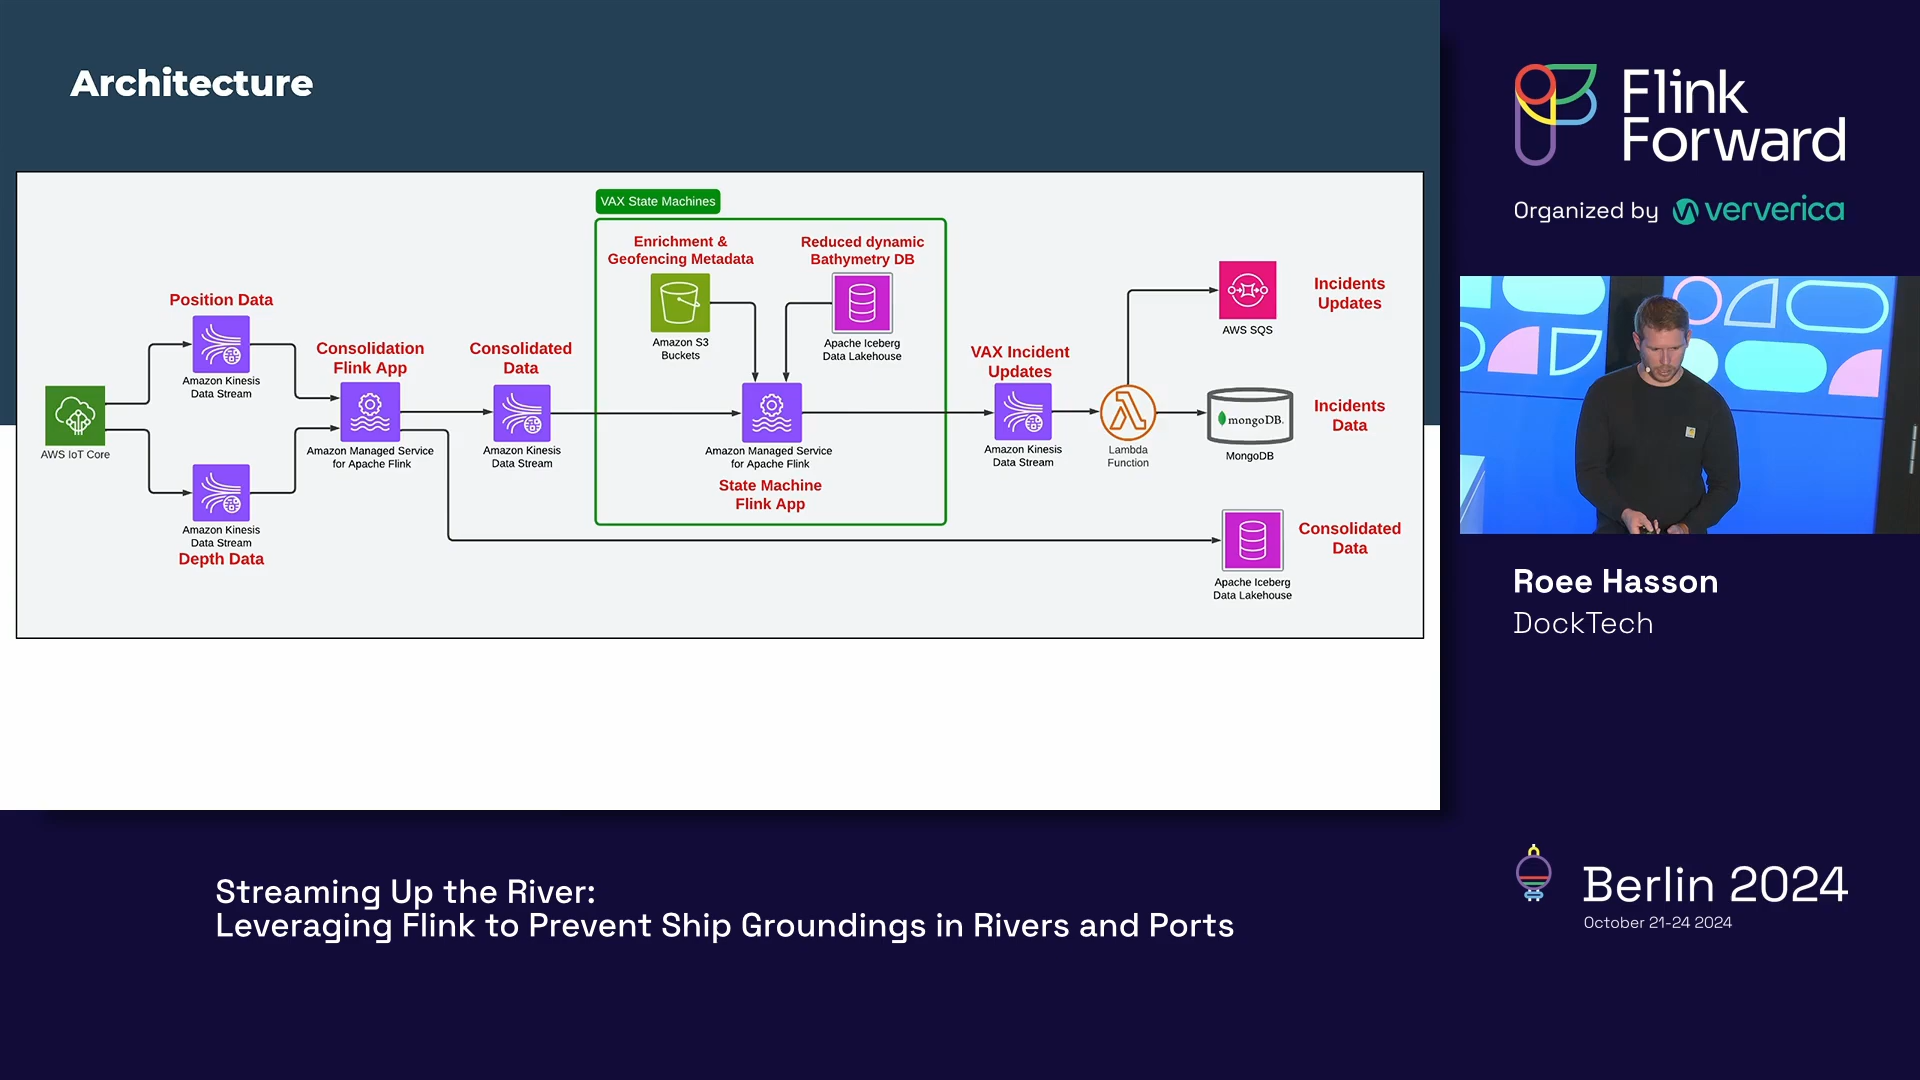 Architecture
VAX State Machines
Enrichment &
Geofencing Metadata
Amazon S3
Buckets
Reduced dynamic
Bathymetry DB
Apache Iceberg
Data Lakehouse
Position Data
Amazon Kinesis
Data Stream
AWS IoT Core
Amazon Kinesis
Data Stream
Depth Data
Consolidation
Flink App
Amazon Managed Service
for Apache Flink
Consolidated
Data
Amazon Kinesis
Data Stream
Amazon Managed Service
for Apache Flink
State Machine
Flink App
VAX Incident
Updates
Amazon Kinesis
Data Stream
Lambda
Function
AWS SQS
Incidents
Updates
mongoDB.
MongoDB
Incidents
Data
Apache Iceberg
Data Lakehouse
Consolidated
Data
Flink
Forward
Organized by ververica
Roee Hasson
DockTech
Streaming Up the River:
Leveraging Flink to Prevent Ship Groundings in Rivers and Ports
Berlin 2024
October 21-24 2024